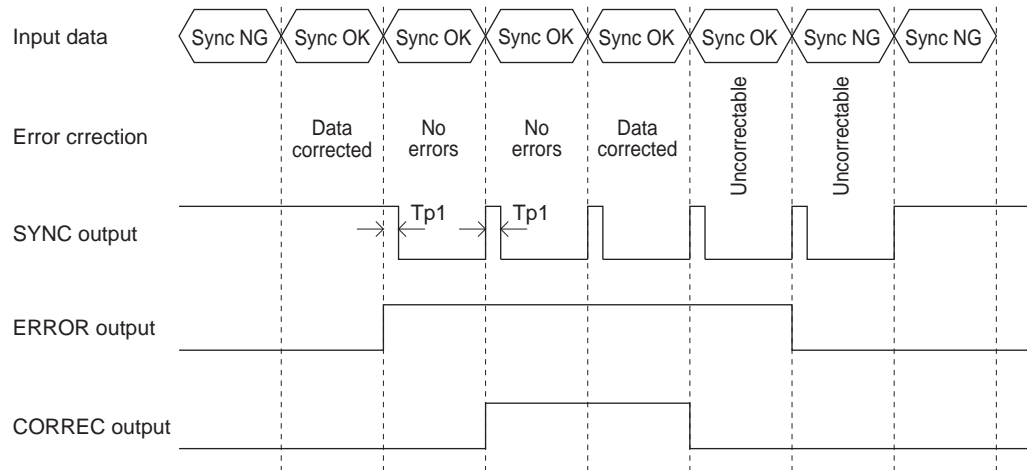 Input data
Sync NG
Sync OK
Sync OK
Sync OK
Sync OK
Sync OK
Sync NG
Sync NG
Error crrection
Data
corrected
No
errors
No
errors
Data
corrected
Uncorrectable
Uncorrectable
SYNC output
Tp1
Tp1
ERROR output
CORREC output